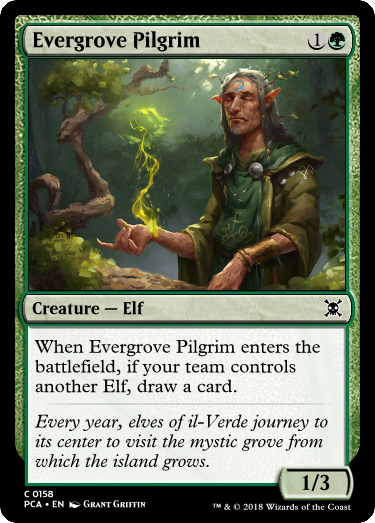 Evergrove Pilgrim 1
Creature — Elf
When Evergrove Pilgrim enters the
battlefield, if your team controls
another Elf, draw a card.
Every year, elves of il-Verde journey to
its center to visit the mystic grove from
which the island grows.
1/3
C 0158
PCA • EN Grant Griffin
™ & © 2018 Wizards of the Coast